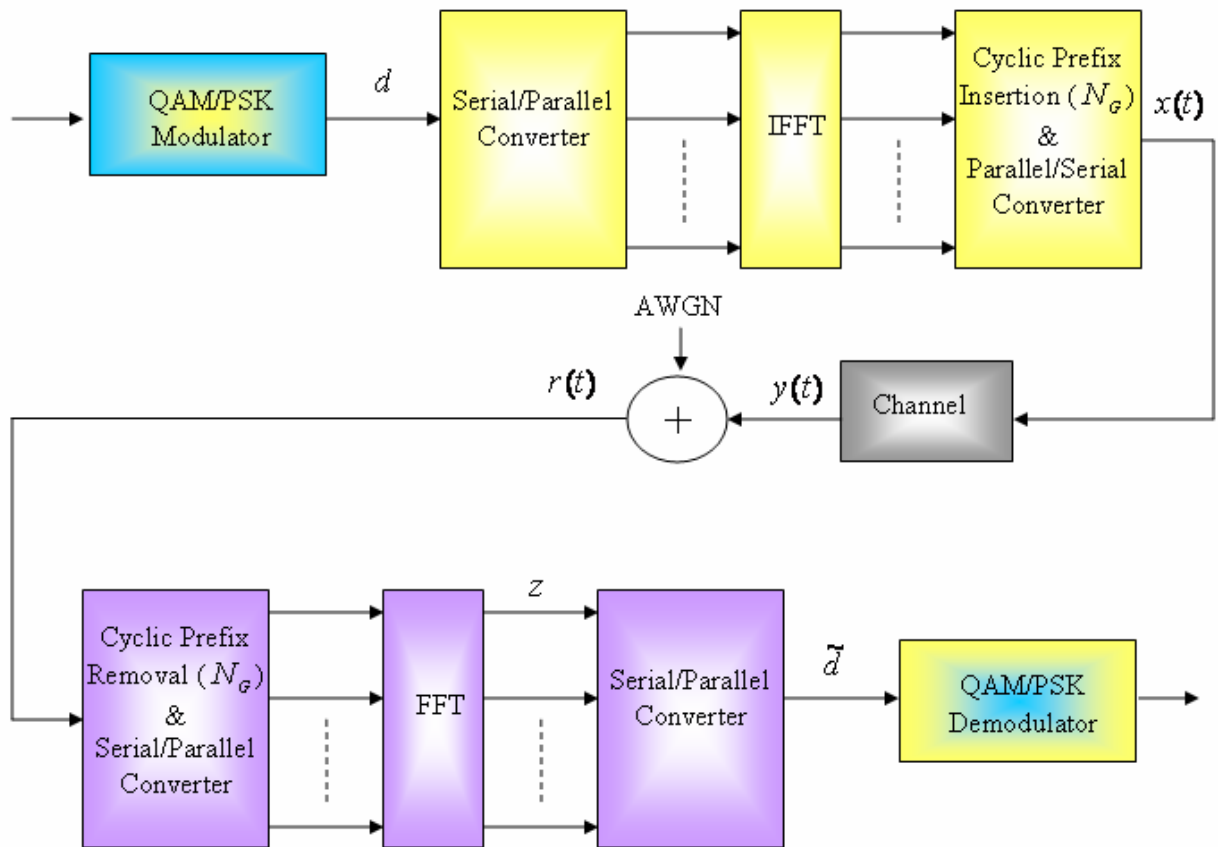 QAM/PSK
Modulator
d
Serial/Parallel
Converter
IFFT
Cyclic Prefix
Insertion (N_G)
&
Parallel/Serial
Converter
x(t)
AWGN
r(t)
+
y(t)
Channel
Cyclic Prefix
Removal (N_G)
&
Serial/Parallel
Converter
FFT
z
Serial/Parallel
Converter
d̃
QAM/PSK
Demodulator